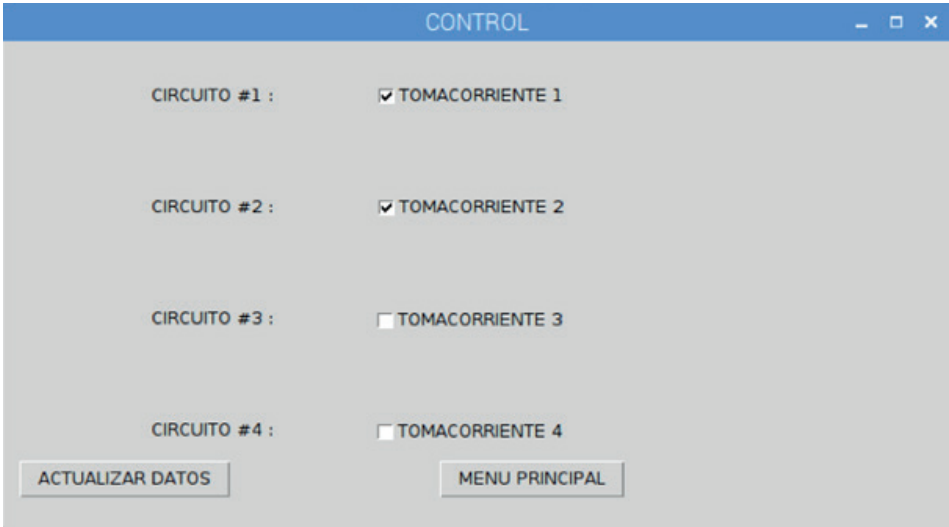 CONTROL
CIRCUITO #1 : TOMACORRIENTE 1
CIRCUITO #2 : TOMACORRIENTE 2
CIRCUITO #3 : TOMACORRIENTE 3
CIRCUITO #4 : TOMACORRIENTE 4
ACTUALIZAR DATOS MENU PRINCIPAL